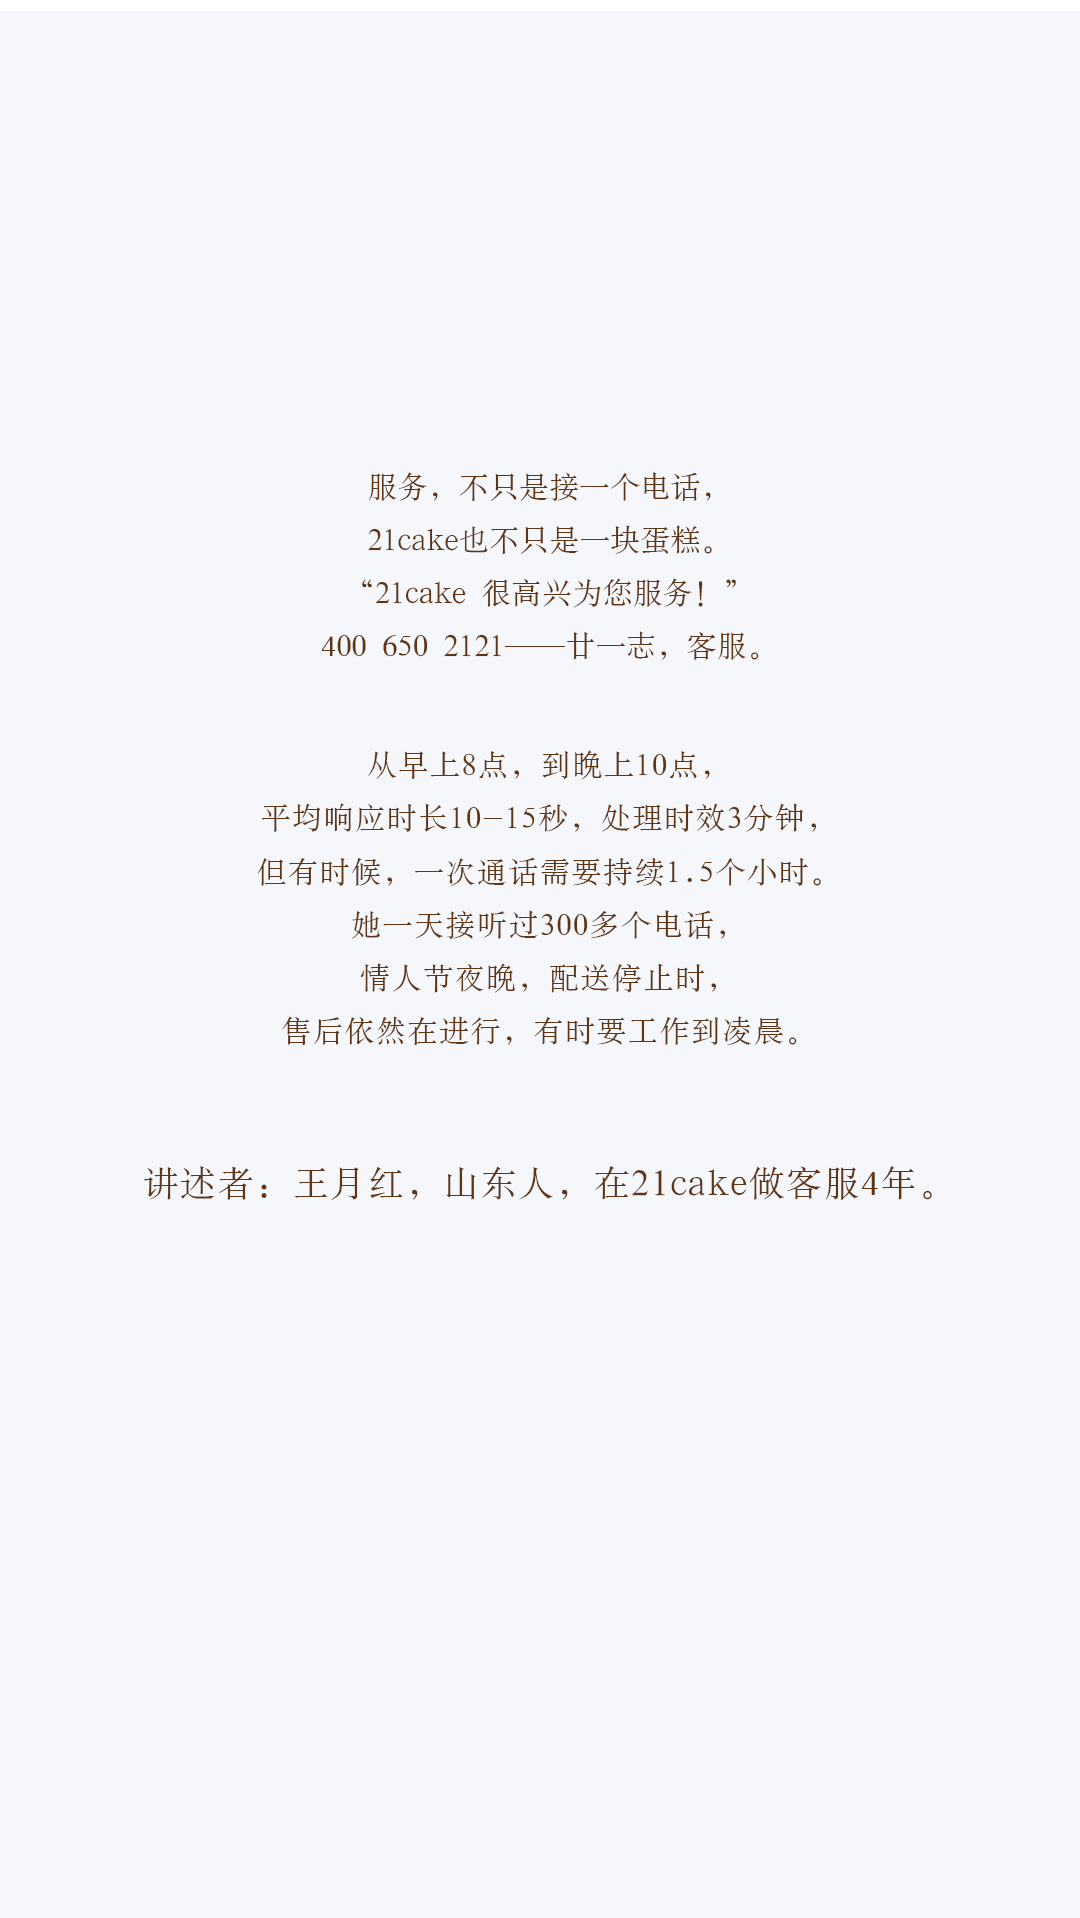 服务，不只是接一个电话，
21cake也不只是一块蛋糕。
“21cake 很高兴为您服务！”
400 650 2121——廿一志，客服。
从早上8点，到晚上10点，
平均响应时长10-15秒，处理时效3分钟，
但有时候，一次通话需要持续1.5个小时。
她一天接听过300多个电话，
情人节夜晚，配送停止时，
售后依然在进行，有时要工作到凌晨。
讲述者：王月红，山东人，在21cake做客服4年。